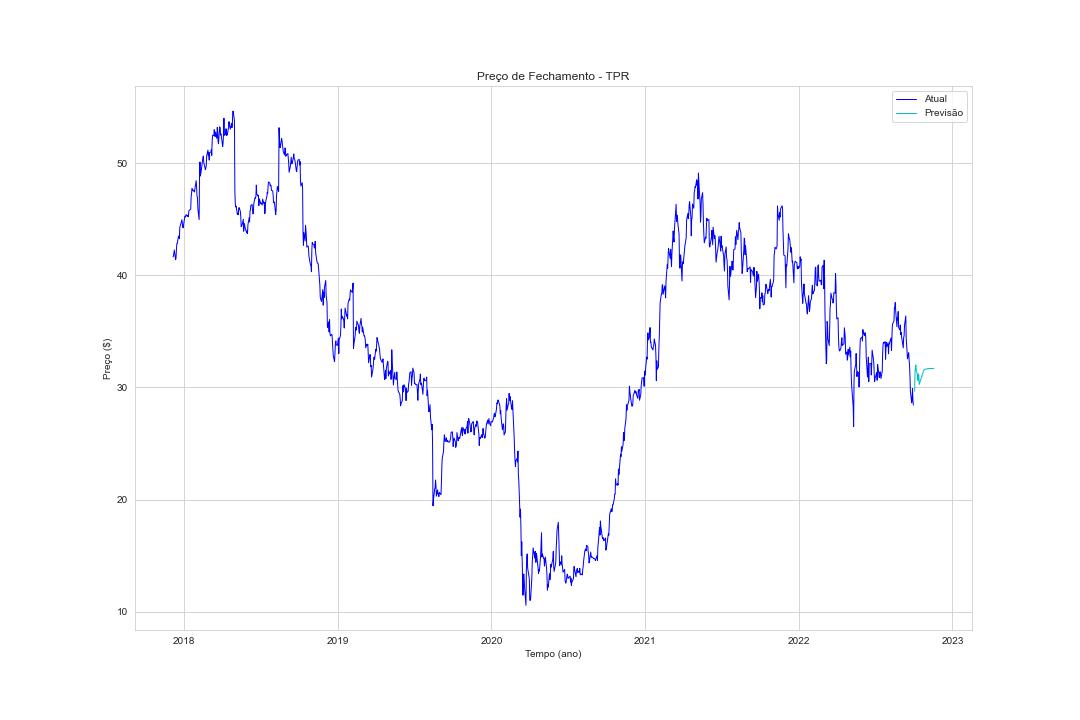 Preço de Fechamento - TPR
Atual
Previsão
50
40
30
20
10
Preço ($)
2018
2019
2020
2021
2022
2023
Tempo (ano)